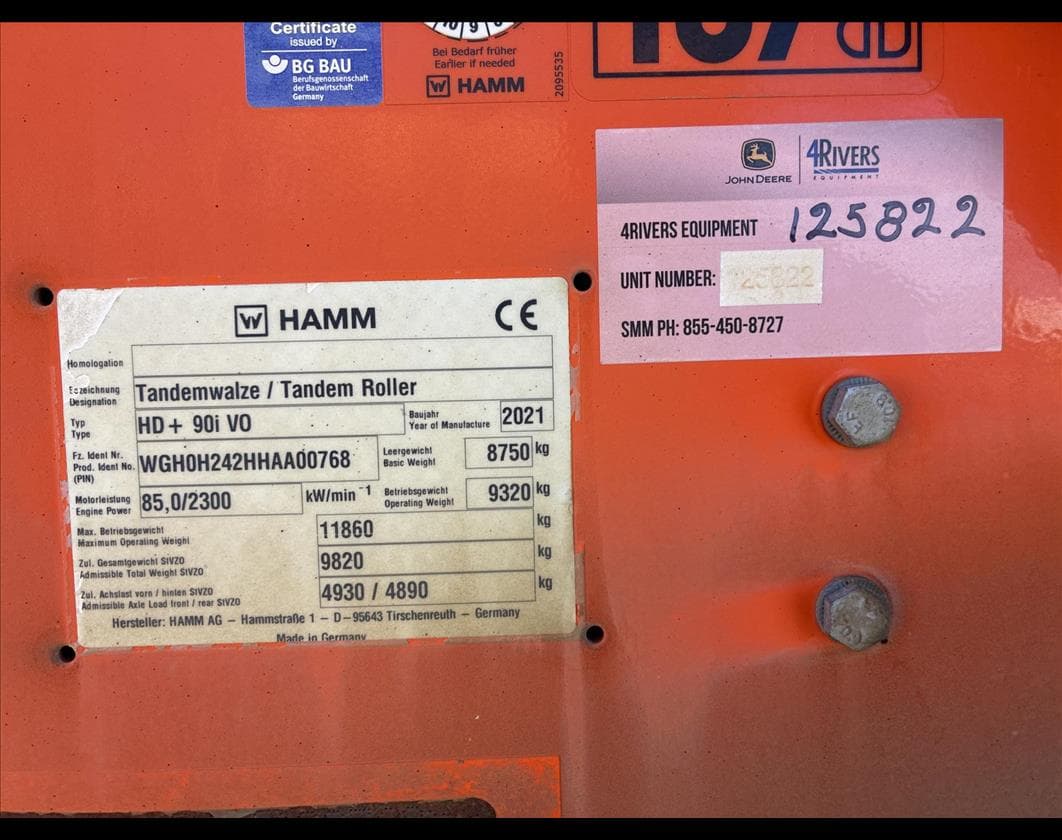 Certificate
issued by
BG BAU
Berufsgenossenschaft
der Bauwirtschaft
Germany
10 9 8
Bei Bedarf früher
Earlier if needed
HAMM
2095535
107 dB
JOHN DEERE
4RIVERS
EQUIPMENT
4RIVERS EQUIPMENT 125822
UNIT NUMBER: 125822
SMM PH: 855-450-8727
HAMM CE
Homologation
Bezeichnung
Designation
Tandemwalze / Tandem Roller
Typ
Type
HD+ 90i VO
Baujahr
Year of Manufacture
2021
Fz. Ident Nr.
Prod. Ident No.
(PIN)
WGH0H242HHAA00768
Leergewicht
Basic Weight
8750 kg
Motorleistung
Engine Power
85,0/2300 kW/min⁻¹
Betriebsgewicht
Operating Weight
9320 kg
Max. Betriebsgewicht
Maximum Operating Weight
11860 kg
Zul. Gesamtgewicht StVZO
Admissible Total Weight StVZO
9820 kg
Zul. Achslast vorn / hinten StVZO
Admissible Axle Load front / rear StVZO
4930 / 4890 kg
Hersteller: HAMM AG – Hammstraße 1 – D-95643 Tirschenreuth – Germany
Made in Germany